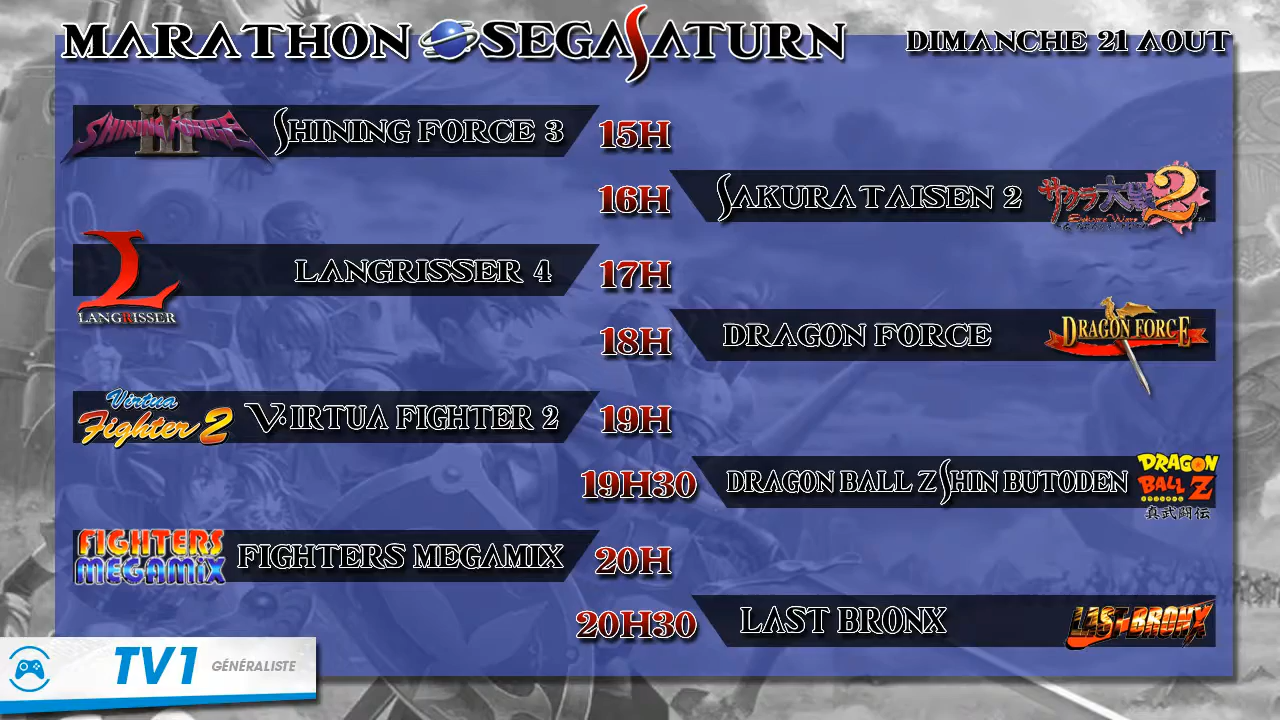 MARATHON SEGA SATURN
DIMANCHE 21 AOUT
SHINING FORCE III
SHINING FORCE 3
15H
16H
SAKURA TAISEN 2
サクラ大戦2
Sakura Wars
LANGRISSER 4
17H
LANGRISSER
18H
DRAGON FORCE
DRAGON FORCE
Virtua Fighter 2
VIRTUA FIGHTER 2
19H
19H30
DRAGON BALL Z SHIN BUTODEN
DRAGON BALL Z
真武闘伝
FIGHTERS MEGAMIX
FIGHTERS MEGAMIX
20H
20H30
LAST BRONX
LAST BRONX
TV1 GÉNÉRALISTE